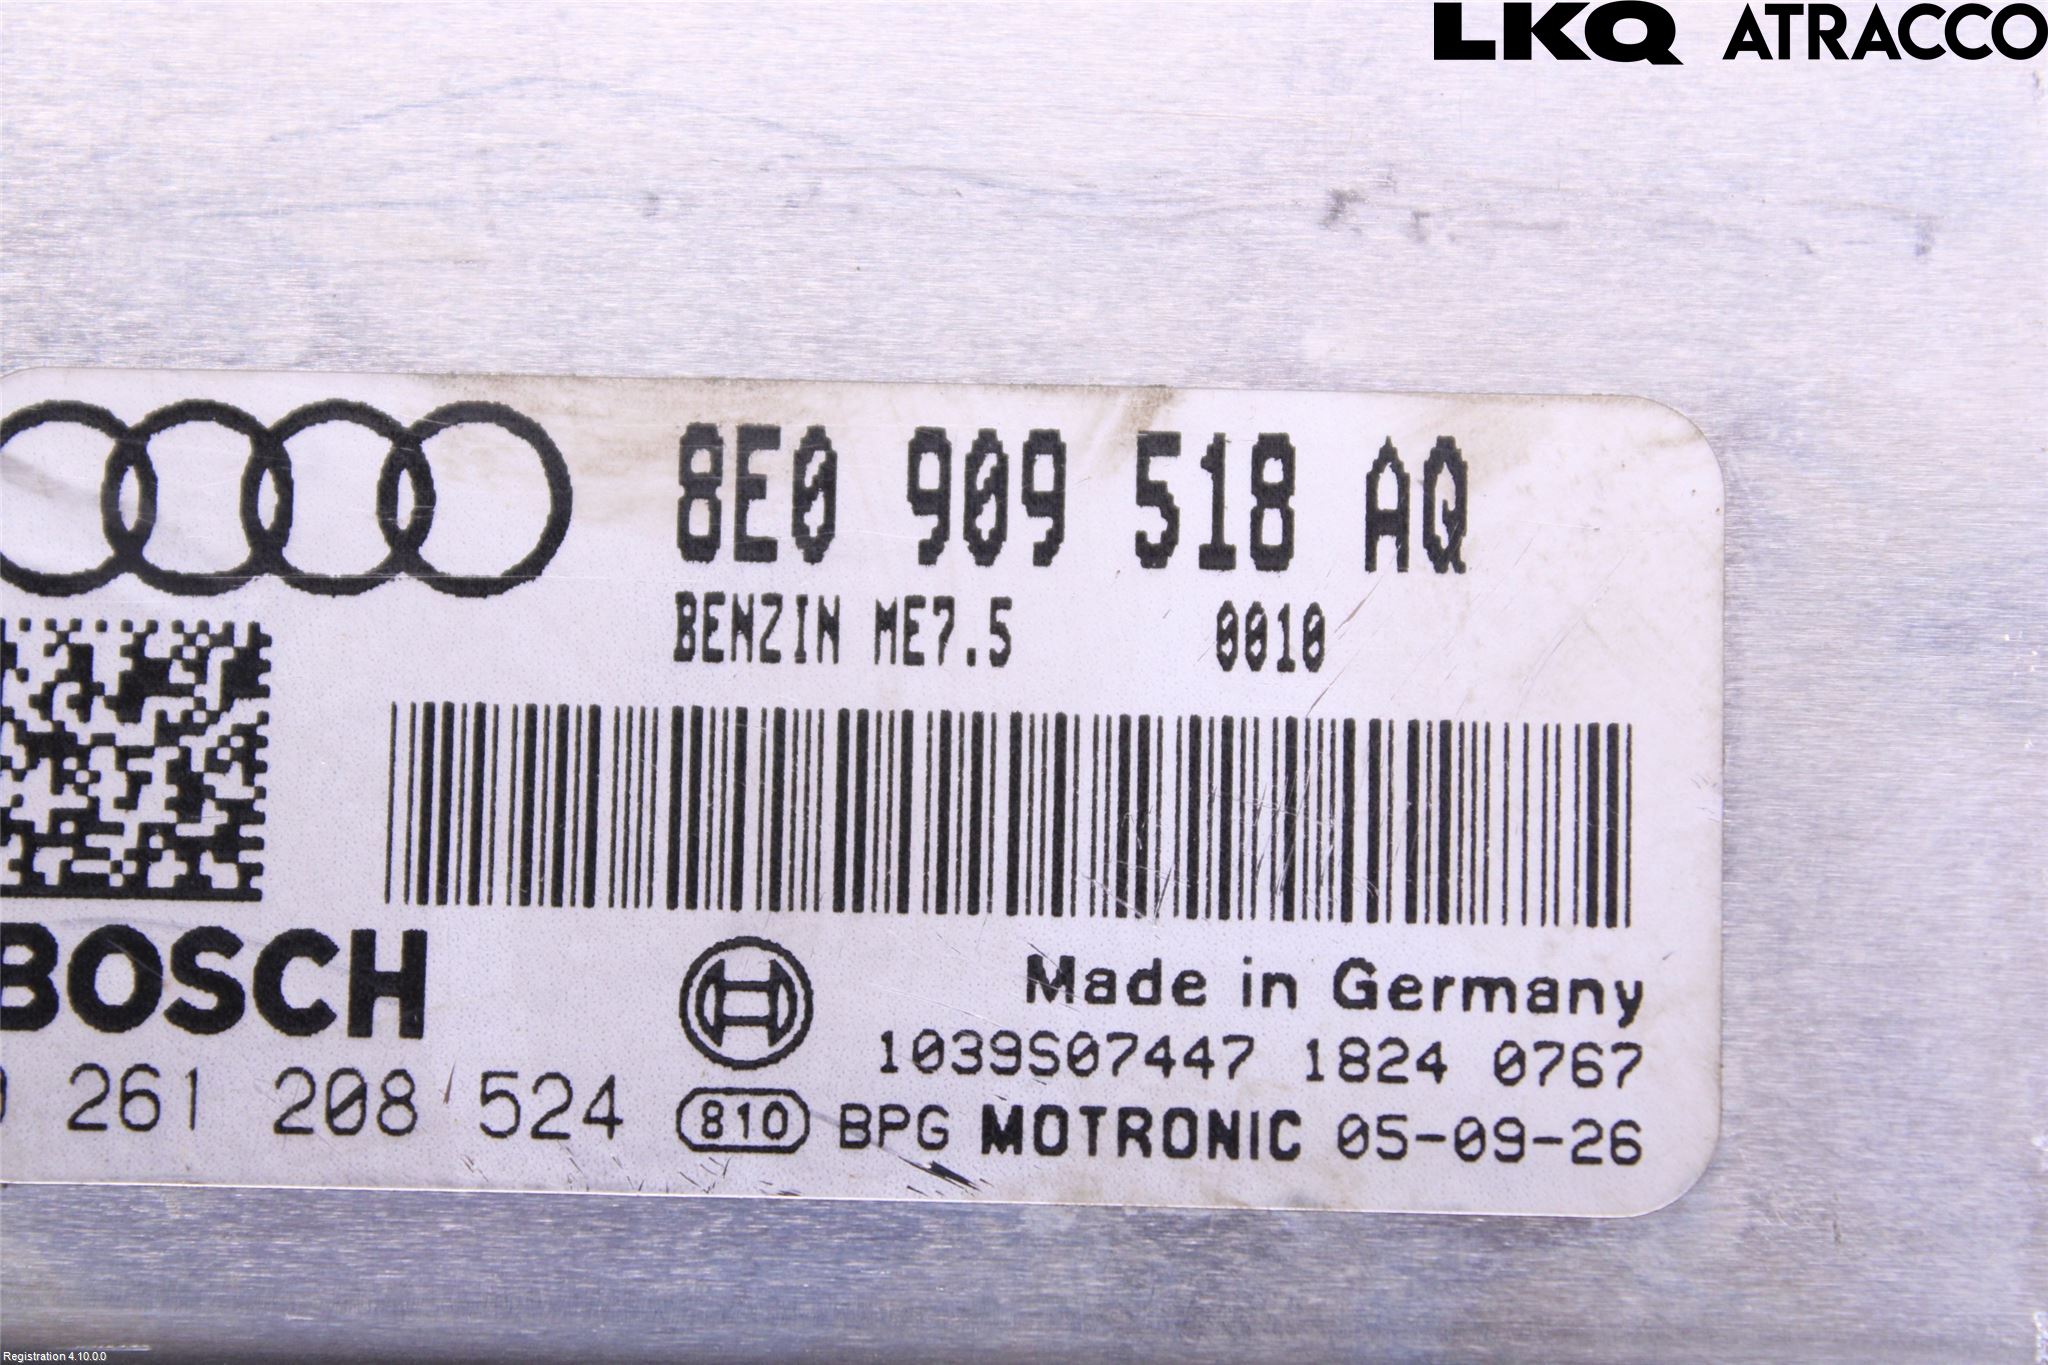 LKQ ATRACCO
8E0 909 518 AQ
BENZIN ME7.5 0010
BOSCH
Made in Germany
1039S07447 1824 0767
0 261 208 524
810 BPG MOTRONIC 05-09-26
Registration 4.10.0.0